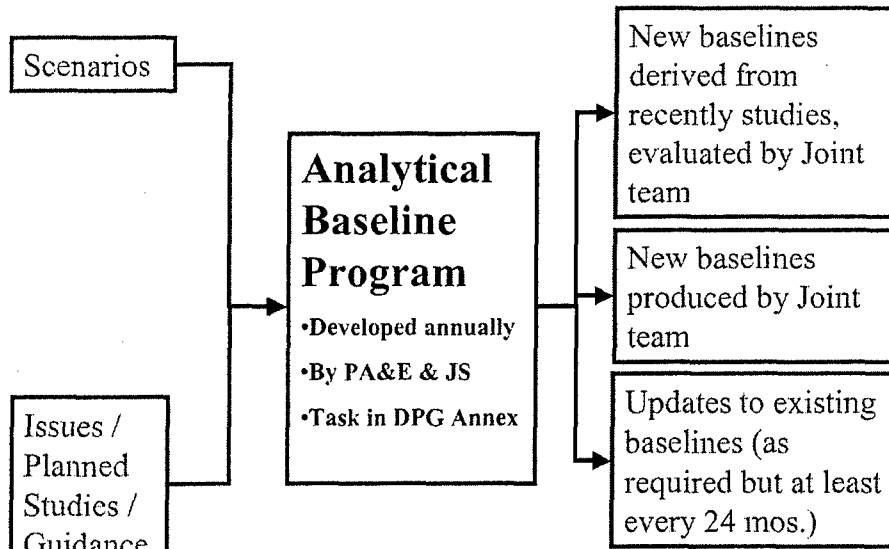 Scenarios
Issues /
Planned
Studies /
Guidance
Analytical
Baseline
Program
•Developed annually
•By PA&E & JS
•Task in DPG Annex
New baselines
derived from
recently studies,
evaluated by Joint
team
New baselines
produced by Joint
team
Updates to existing
baselines (as
required but at least
every 24 mos.)